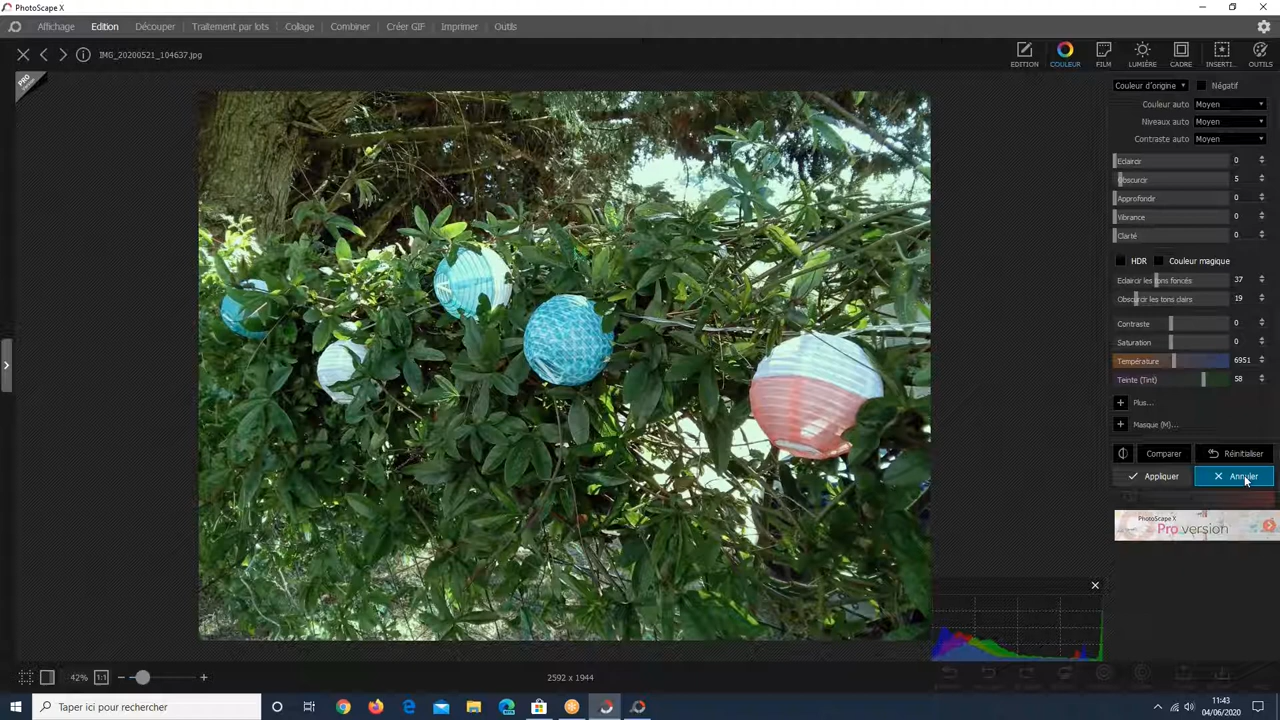 PhotoScape X
Affichage Edition Découper Traitement par lots Collage Combiner Créer GIF Imprimer Outils
IMG_20200521_104637.jpg
EDITION COULEUR FILM LUMIÈRE CADRE INSERTI... OUTILS
PRO
Couleur d'origine Négatif
Couleur auto Moyen
Niveaux auto Moyen
Contraste auto Moyen
Eclaircir 0
Obscurcir 5
Approfondir 0
Vibrance 0
Clarté 0
HDR Couleur magique
Eclaircir les tons foncés 37
Obscurcir les tons clairs 19
Contraste 0
Saturation 0
Température 6951
Teinte (Tint) 58
Plus...
Masque (M)...
Comparer Réinitialiser
Appliquer Annuler
PhotoScape X
Pro version
42% 1:1 2592 x 1944
Taper ici pour rechercher
11:43
04/06/2020